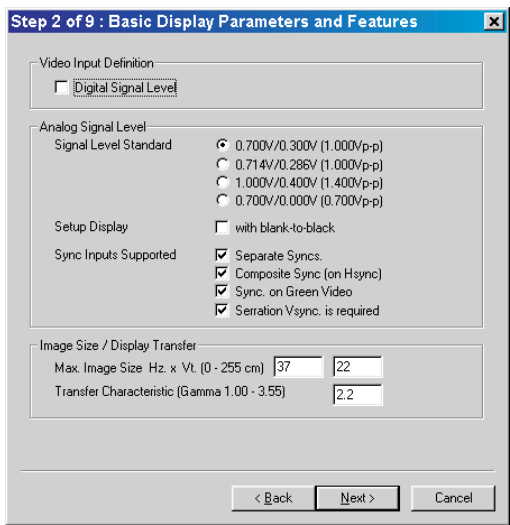 Step 2 of 9 : Basic Display Parameters and Features
Video Input Definition
Digital Signal Level
Analog Signal Level
Signal Level Standard
0.700V/0.300V (1.000Vp-p)
0.714V/0.286V (1.000Vp-p)
1.000V/0.400V (1.400Vp-p)
0.700V/0.000V (0.700Vp-p)
Setup Display
with blank-to-black
Sync Inputs Supported
Separate Syncs.
Composite Sync (on Hsync)
Sync. on Green Video
Serration Vsync. is required
Image Size / Display Transfer
Max. Image Size Hz. x Vt. (0 - 255 cm) 37 22
Transfer Characteristic (Gamma 1.00 - 3.55) 2.2
< Back Next > Cancel